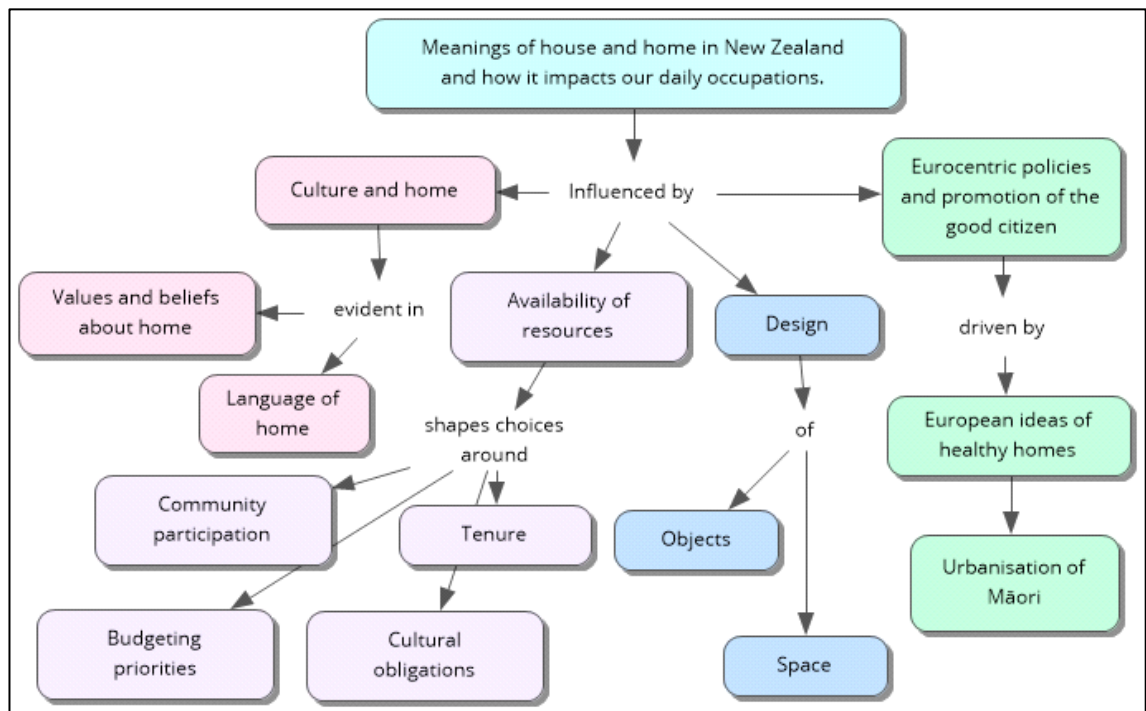 Meanings of house and home in New Zealand
and how it impacts our daily occupations.
Culture and home
Influenced by
Eurocentric policies
and promotion of the
good citizen
Values and beliefs
about home
evident in
Availability of
resources
Design
driven by
Language of
home
shapes choices
around
of
European ideas of
healthy homes
Community
participation
Tenure
Objects
Urbanisation of
Māori
Budgeting
priorities
Cultural
obligations
Space